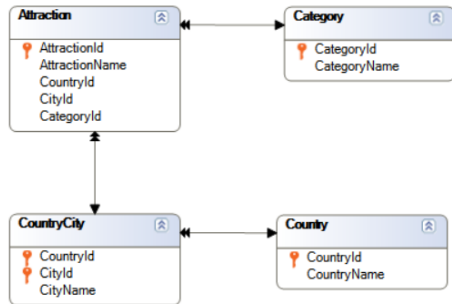 Attraction
AttractionId
AttractionName
CountryId
CityId
CategoryId
Category
CategoryId
CategoryName
CountryCity
CountryId
CityId
CityName
Country
CountryId
CountryName